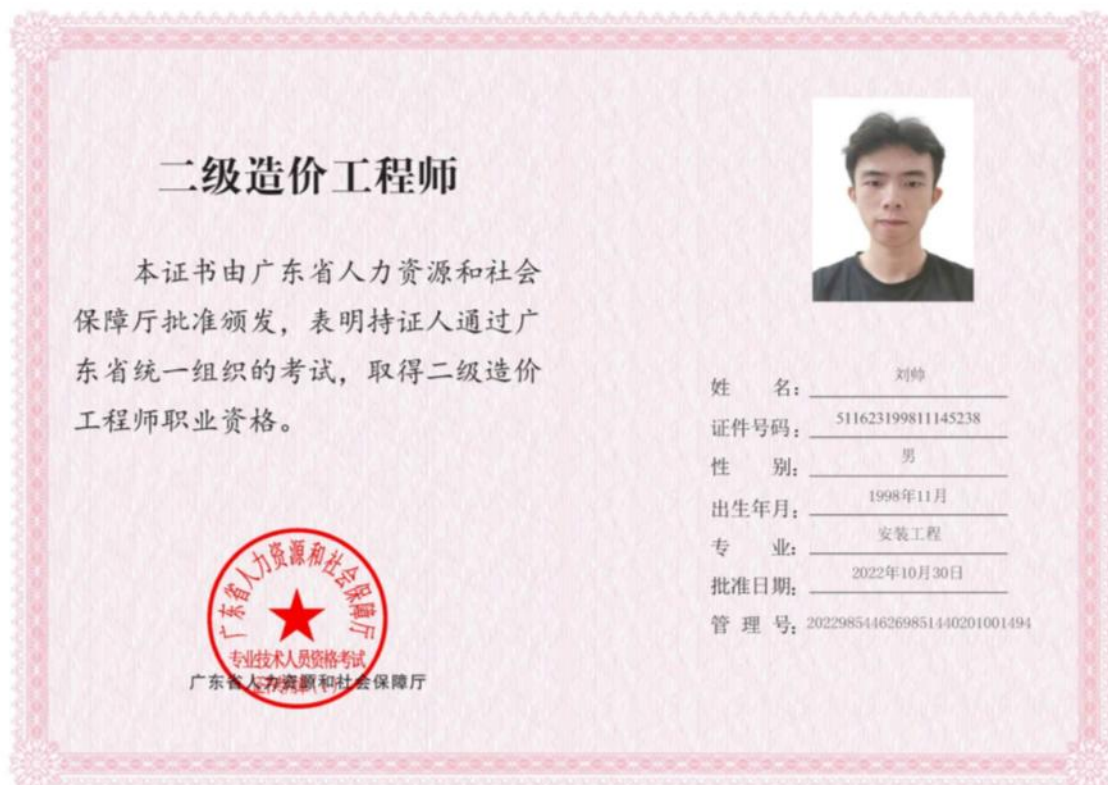 二级造价工程师
本证书由广东省人力资源和社会
保障厅批准颁发，表明持证人通过广
东省统一组织的考试，取得二级造价
工程师职业资格。
广东省人力资源和社会保障厅
专业技术人员资格考试
广东省人力资源和社会保障厅
姓 名：刘帅
证件号码：511623199811145238
性 别：男
出生年月：1998年11月
专 业：安装工程
批准日期：2022年10月30日
管 理 号：20229854462698514402010​01494